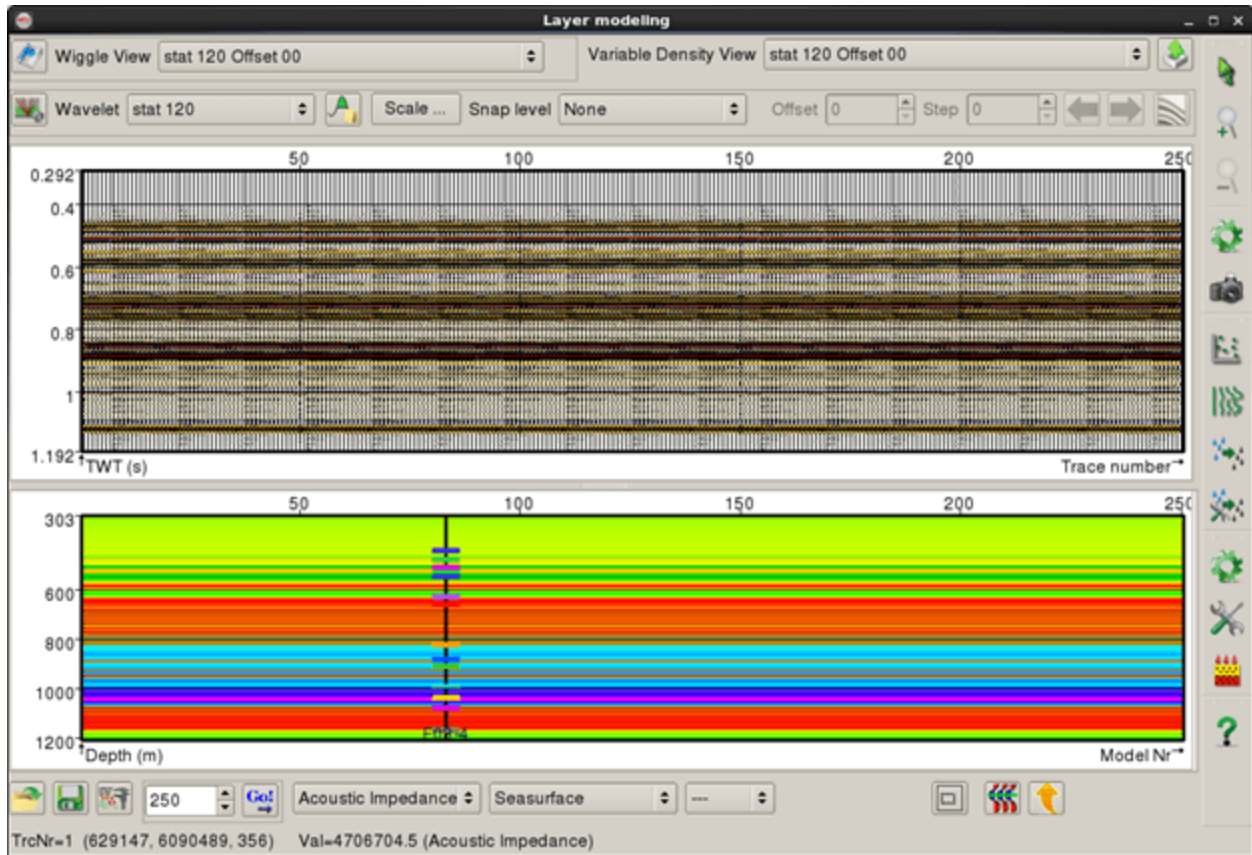 Layer modeling
Wiggle View stat 120 Offset 00 Variable Density View stat 120 Offset 00
Wavelet stat 120 Scale ... Snap level None Offset 0 Step 0
50 100 150 200 250
0.292
0.4
0.6
0.8
1
1.192
TWT (s) Trace number
50 100 150 200 250
303
600
800
1000
1200
Depth (m) Model Nr
250 Go! Acoustic Impedance Seasurface ---
TrcNr=1 (629147, 6090489, 356) Val=4706704.5 (Acoustic Impedance)